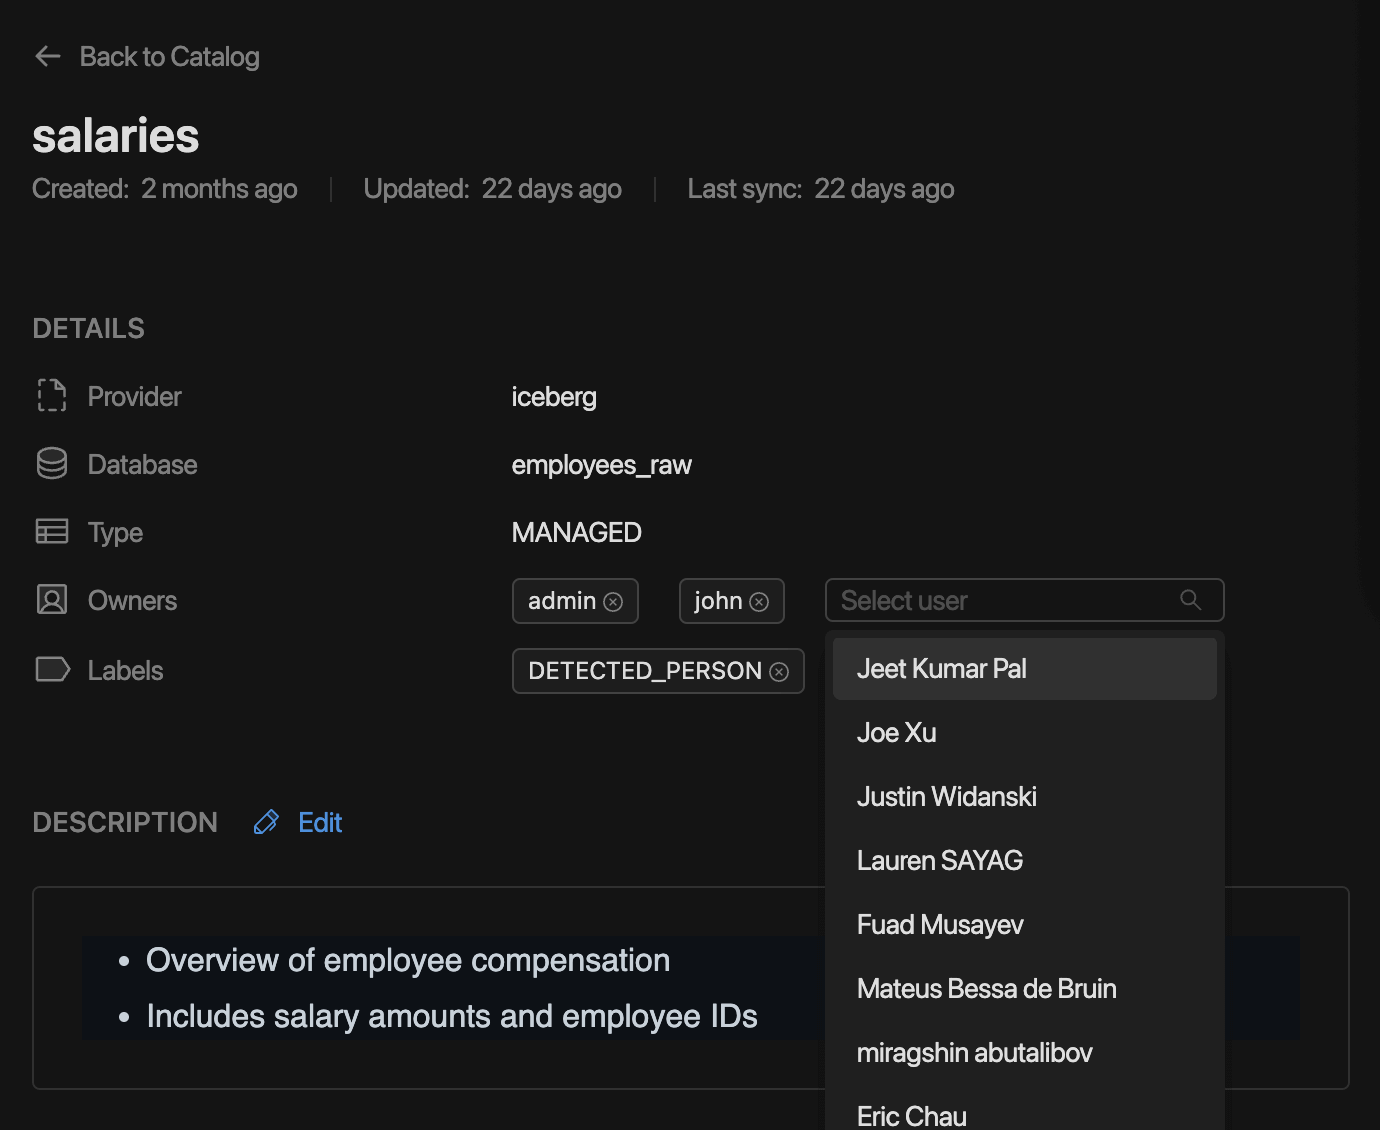 Back to Catalog
salaries
Created: 2 months ago
Updated: 22 days ago
Last sync: 22 days ago
DETAILS
Provider
iceberg
Database
employees_raw
Type
MANAGED
Owners
admin
john
Select user
Labels
DETECTED_PERSON
Jeet Kumar Pal
Joe Xu
Justin Widanski
Lauren SAYAG
Fuad Musayev
Mateus Bessa de Bruin
miragshin abutalibov
Eric Chau
DESCRIPTION
Edit
• Overview of employee compensation
• Includes salary amounts and employee IDs